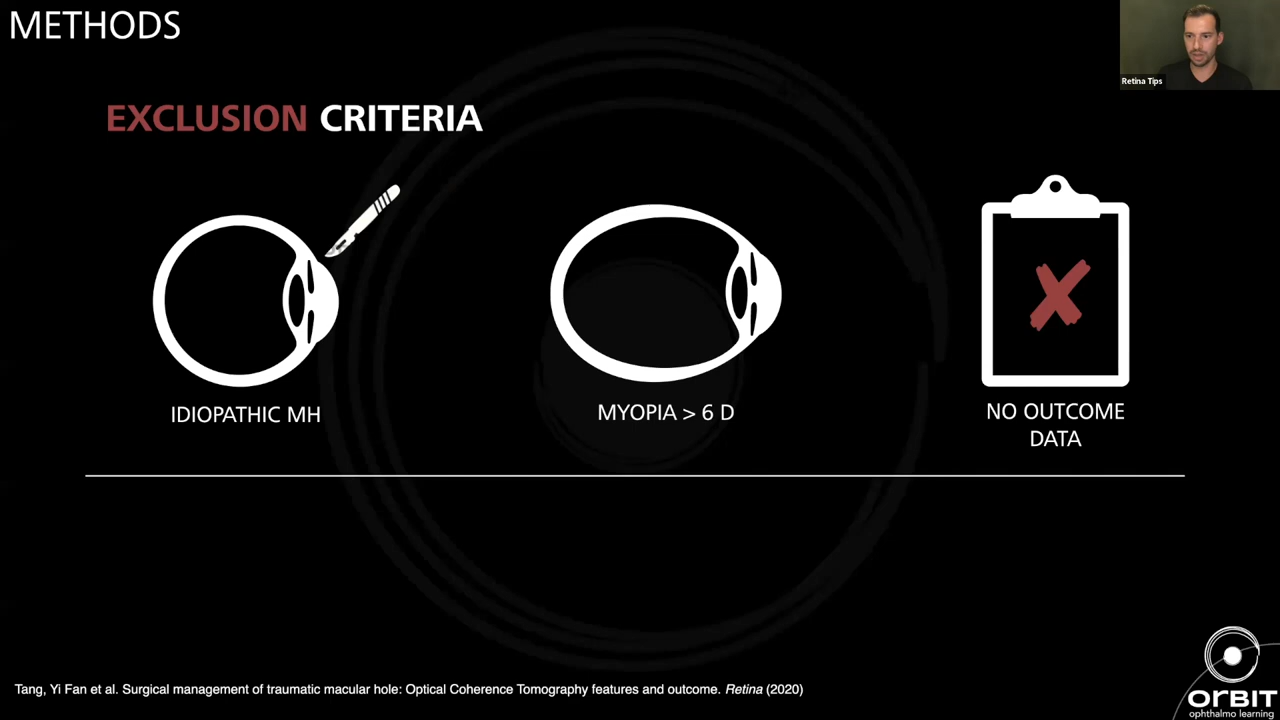 METHODS
Retina Tips
EXCLUSION CRITERIA
IDIOPATHIC MH
MYOPIA > 6 D
NO OUTCOME
DATA
Tang, Yi Fan et al. Surgical management of traumatic macular hole: Optical Coherence Tomography features and outcome. Retina (2020)
ORBIT
ophthalmo learning